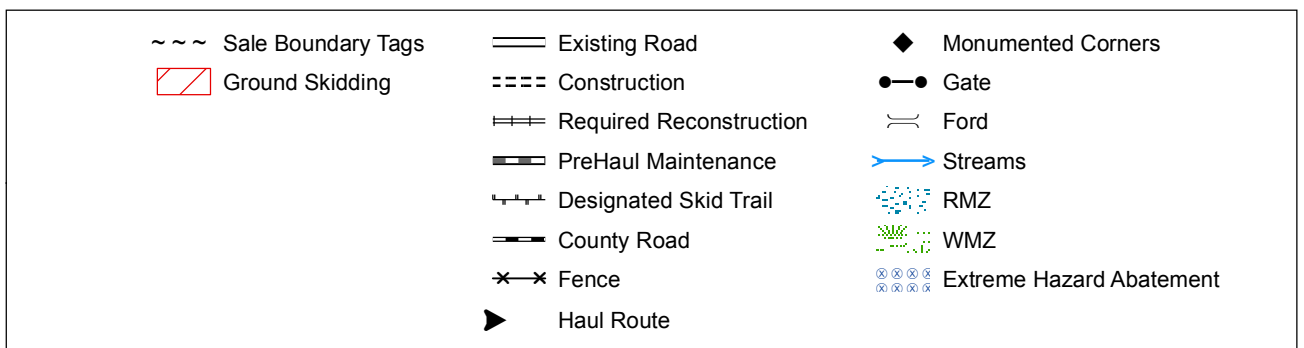 Sale Boundary Tags
Ground Skidding
Existing Road
Construction
Required Reconstruction
PreHaul Maintenance
Designated Skid Trail
County Road
Fence
Haul Route
Monumented Corners
Gate
Ford
Streams
RMZ
WMZ
Extreme Hazard Abatement